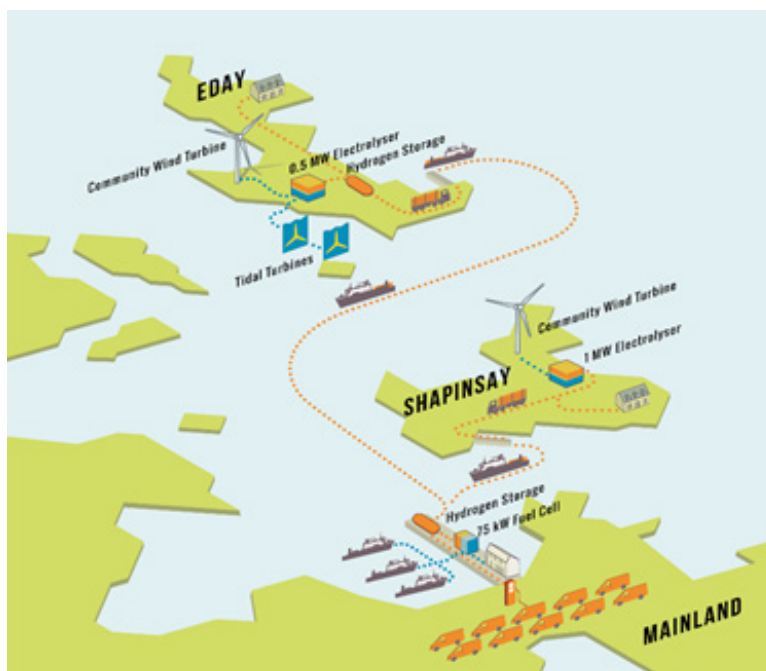 EDAY
Community Wind Turbine
0.5 MW Electrolyser
Hydrogen Storage
Tidal Turbines
Community Wind Turbine
1 MW Electrolyser
SHAPINSAY
Hydrogen Storage
75 kW Fuel Cell
MAINLAND